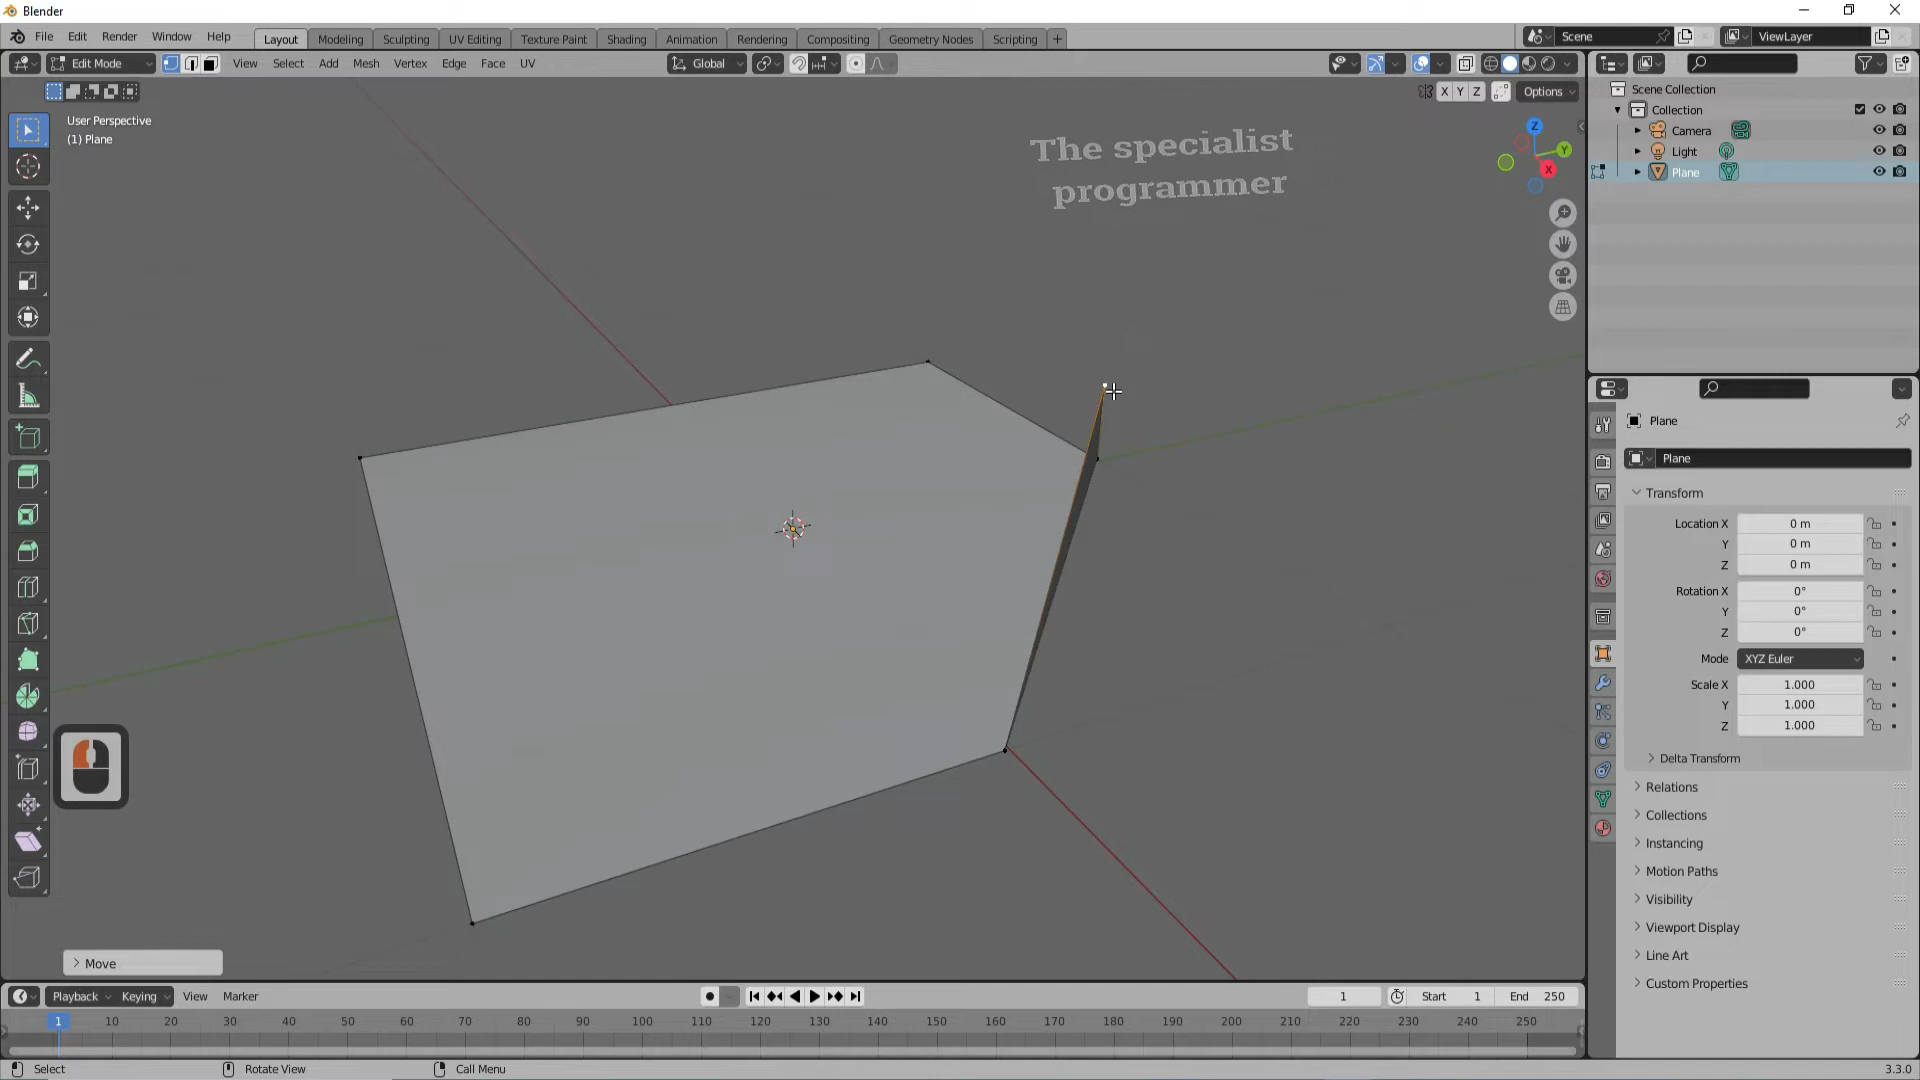 Blender
File Edit Render Window Help
Layout Modeling Sculpting UV Editing Texture Paint Shading Animation Rendering Compositing Geometry Nodes Scripting +
Scene
ViewLayer
Edit Mode
View Select Add Mesh Vertex Edge Face UV
Global
X Y Z
Options
User Perspective
(1) Plane
The specialist
programmer
Z
Y
X
Scene Collection
Collection
Camera
Light
Plane
Plane
Plane
Transform
Location X 0 m
Y 0 m
Z 0 m
Rotation X 0°
Y 0°
Z 0°
Mode XYZ Euler
Scale X 1.000
Y 1.000
Z 1.000
Delta Transform
Relations
Collections
Instancing
Motion Paths
Visibility
Viewport Display
Line Art
Custom Properties
Move
Playback Keying View Marker
1
Start 1
End 250
1 10 20 30 40 50 60 70 80 90 100 110 120 130 140 150 160 170 180 190 200 210 220 230 240 250
Select
Rotate View
Call Menu
3.3.0